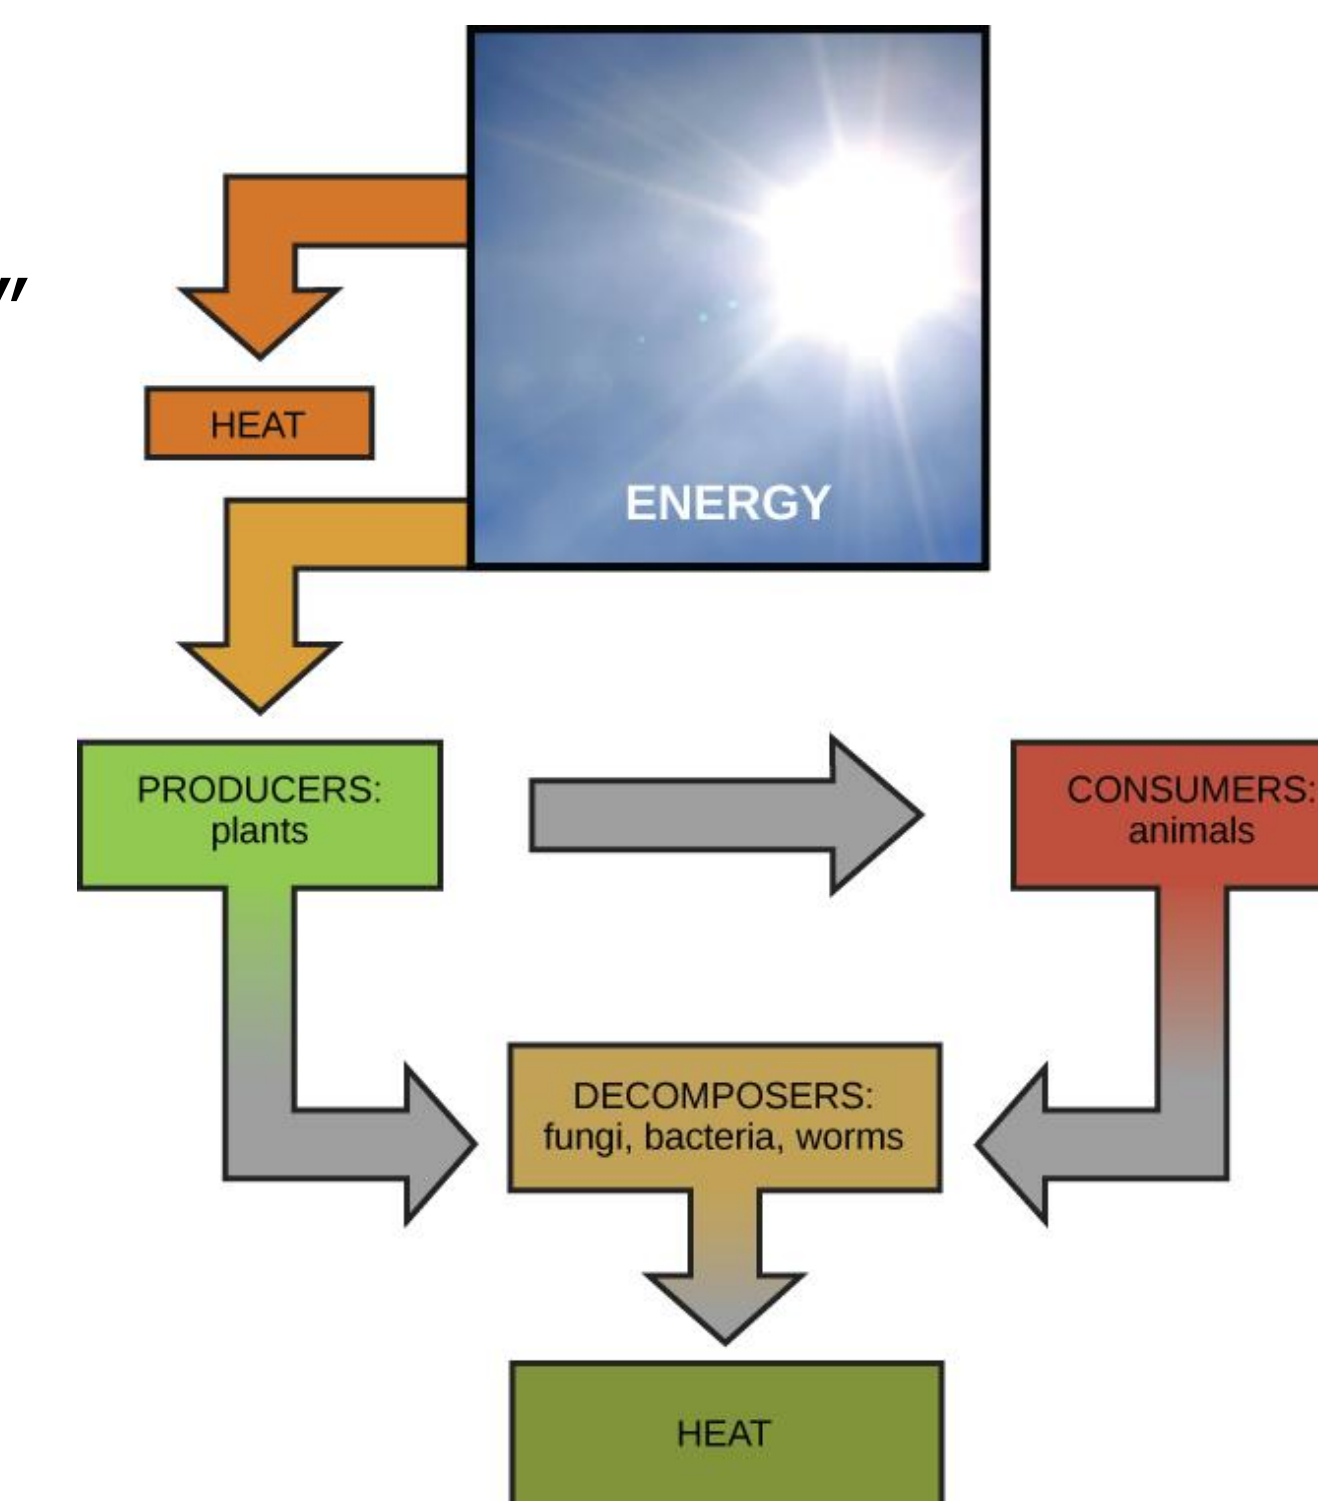 "
HEAT
ENERGY
PRODUCERS:
plants
CONSUMERS:
animals
DECOMPOSERS:
fungi, bacteria, worms
HEAT